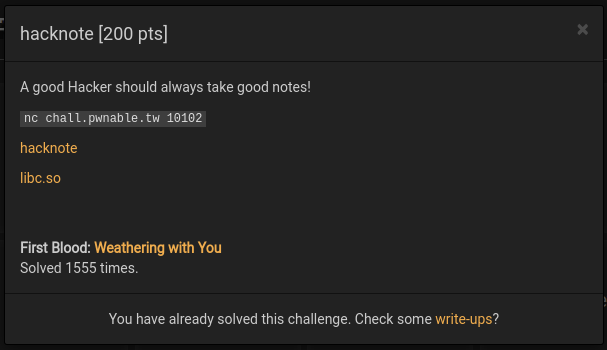 hacknote [200 pts]
×
A good Hacker should always take good notes!
nc chall.pwnable.tw 10102
hacknote
libc.so
First Blood: Weathering with You
Solved 1555 times.
You have already solved this challenge. Check some write-ups?